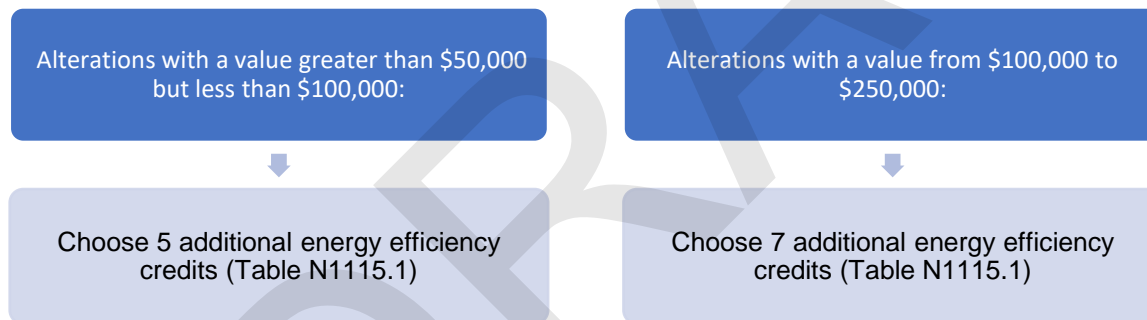 Alterations with a value greater than $50,000
but less than $100,000:
Alterations with a value from $100,000 to
$250,000:
Choose 5 additional energy efficiency
credits (Table N1115.1)
Choose 7 additional energy efficiency
credits (Table N1115.1)